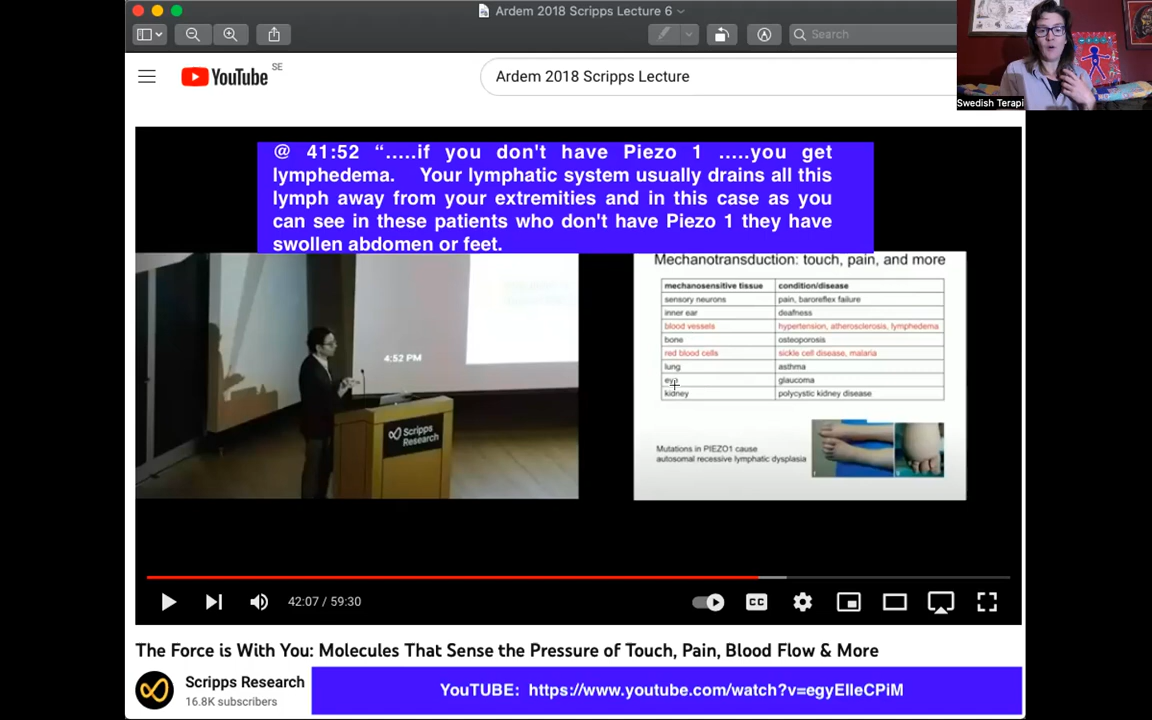 Ardem 2018 Scripps Lecture 6
Search
YouTube SE
Ardem 2018 Scripps Lecture
Swedish Terapi
@ 41:52 “.....if you don't have Piezo 1 .....you get
lymphedema. Your lymphatic system usually drains all this
lymph away from your extremities and in this case as you
can see in these patients who don't have Piezo 1 they have
swollen abdomen or feet.
Mechanotransduction: touch, pain, and more
mechanosensitive tissue condition/disease
sensory neurons pain, baroreflex failure
inner ear deafness
blood vessels hypertension, atherosclerosis, lymphedema
bone osteoporosis
red blood cells sickle cell disease, malaria
lung asthma
eye glaucoma
kidney polycystic kidney disease
4:52 PM
Scripps
Research
Mutations in PIEZO1 cause
autosomal recessive lymphatic dysplasia
42:07 / 59:30
CC
The Force is With You: Molecules That Sense the Pressure of Touch, Pain, Blood Flow & More
Scripps Research
16.8K subscribers
YouTUBE: https://www.youtube.com/watch?v=egyElleCPiM